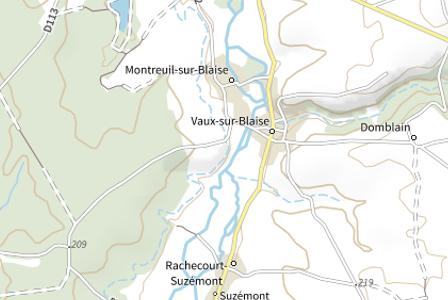 D113
Montreuil-sur-Blaise
Vaux-sur-Blaise
Domblain
209
Rachecourt-
Suzémont
219
Suzémont